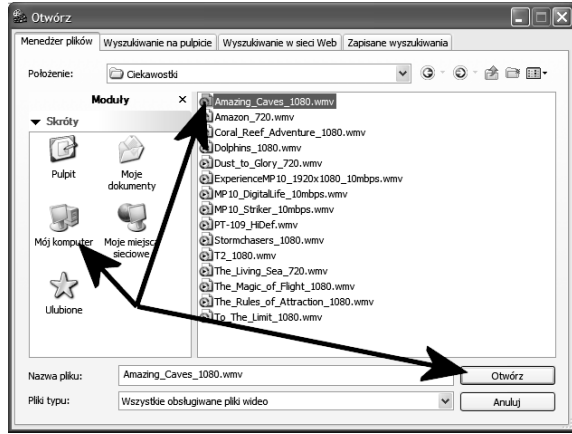 Otwórz
Menedżer plików Wyszukiwanie na pulpicie Wyszukiwanie w sieci Web Zapisane wyszukiwania
Położenie: Ciekawostki
Moduły ×
Skróty
Pulpit
Moje dokumenty
Mój komputer
Moje miejsca sieciowe
Ulubione
Amazing_Caves_1080.wmv
Amazon_720.wmv
Coral_Reef_Adventure_1080.wmv
Dolphins_1080.wmv
Dust_to_Glory_720.wmv
ExperienceMP10_1920x1080_10mbps.wmv
MP10_DigitalLife_10mbps.wmv
MP10_Striker_10mbps.wmv
PT-109_HiDef.wmv
Stormchasers_1080.wmv
T2_1080.wmv
The_Living_Sea_720.wmv
The_Magic_of_Flight_1080.wmv
The_Rules_of_Attraction_1080.wmv
To_The_Limit_1080.wmv
Nazwa pliku: Amazing_Caves_1080.wmv Otwórz
Pliki typu: Wszystkie obsługiwane pliki wideo Anuluj